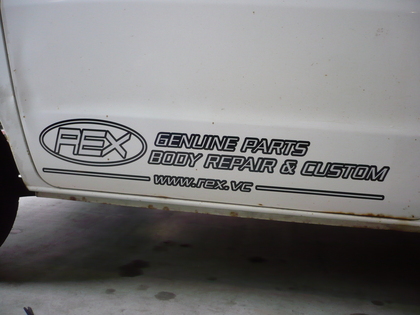 REX
GENUINE PARTS
BODY REPAIR & CUSTOM
www.rex.vc